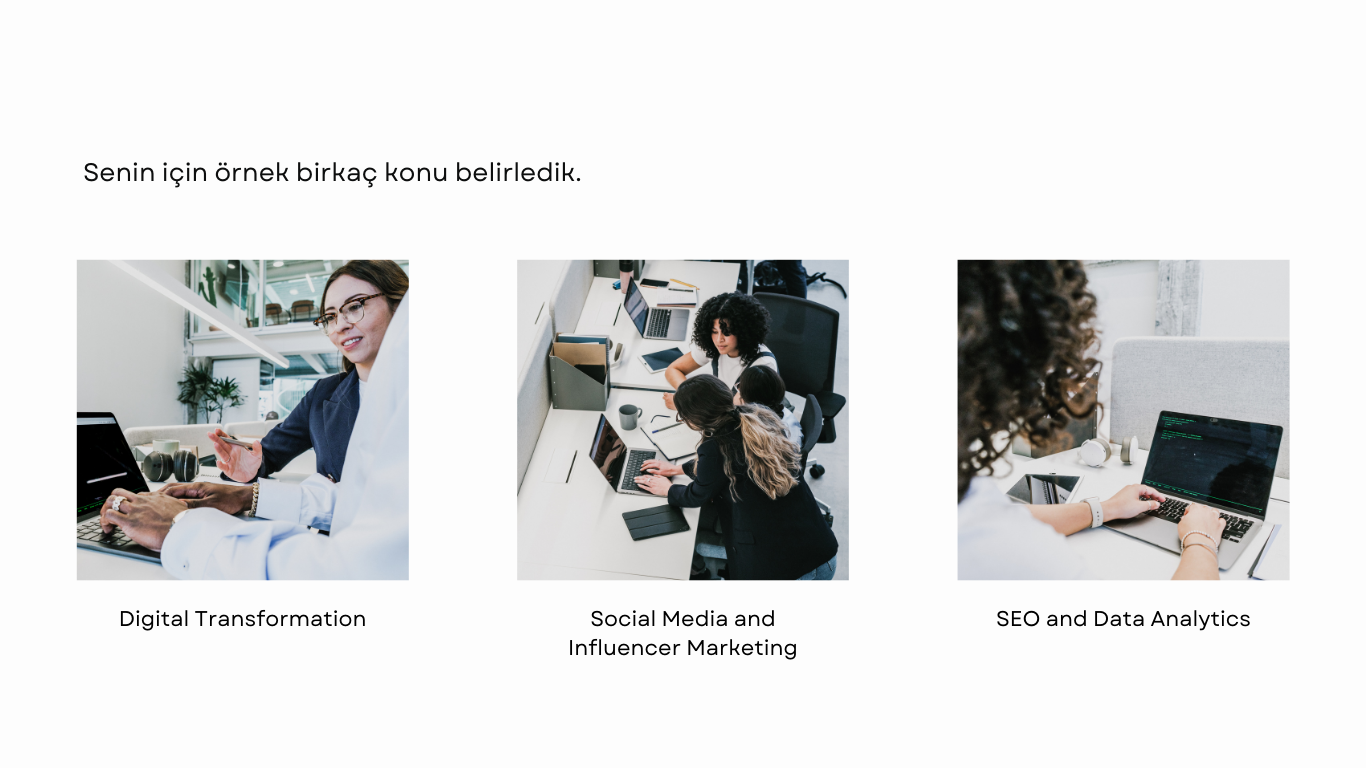 Senin için örnek birkaç konu belirledik.
Digital Transformation
Social Media and
Influencer Marketing
SEO and Data Analytics